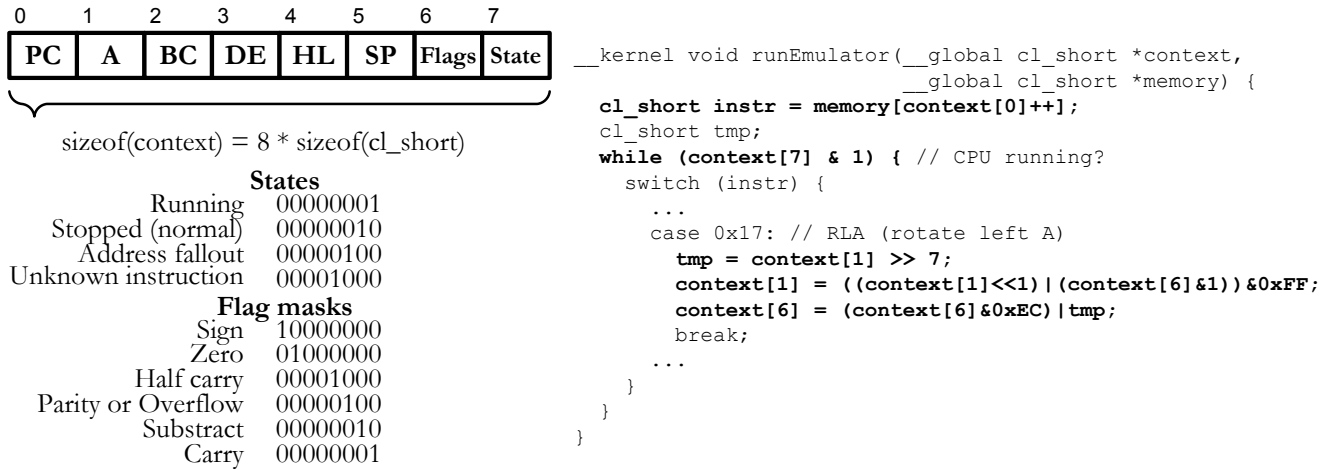 0 1 2 3 4 5 6 7
PC A BC DE HL SP Flags State
sizeof(context) = 8 * sizeof(cl_short)
States
Running 00000001
Stopped (normal) 00000010
Address fallout 00000100
Unknown instruction 00001000
Flag masks
Sign 10000000
Zero 01000000
Half carry 00001000
Parity or Overflow 00000100
Substract 00000010
Carry 00000001
__kernel void runEmulator(__global cl_short *context,
__global cl_short *memory) {
cl_short instr = memory[context[0]++];
cl_short tmp;
while (context[7] & 1) { // CPU running?
switch (instr) {
...
case 0x17: // RLA (rotate left A)
tmp = context[1] >> 7;
context[1] = ((context[1]<<1)|(context[6]&1))&0xFF;
context[6] = (context[6]&0xEC)|tmp;
break;
...
}
}
}